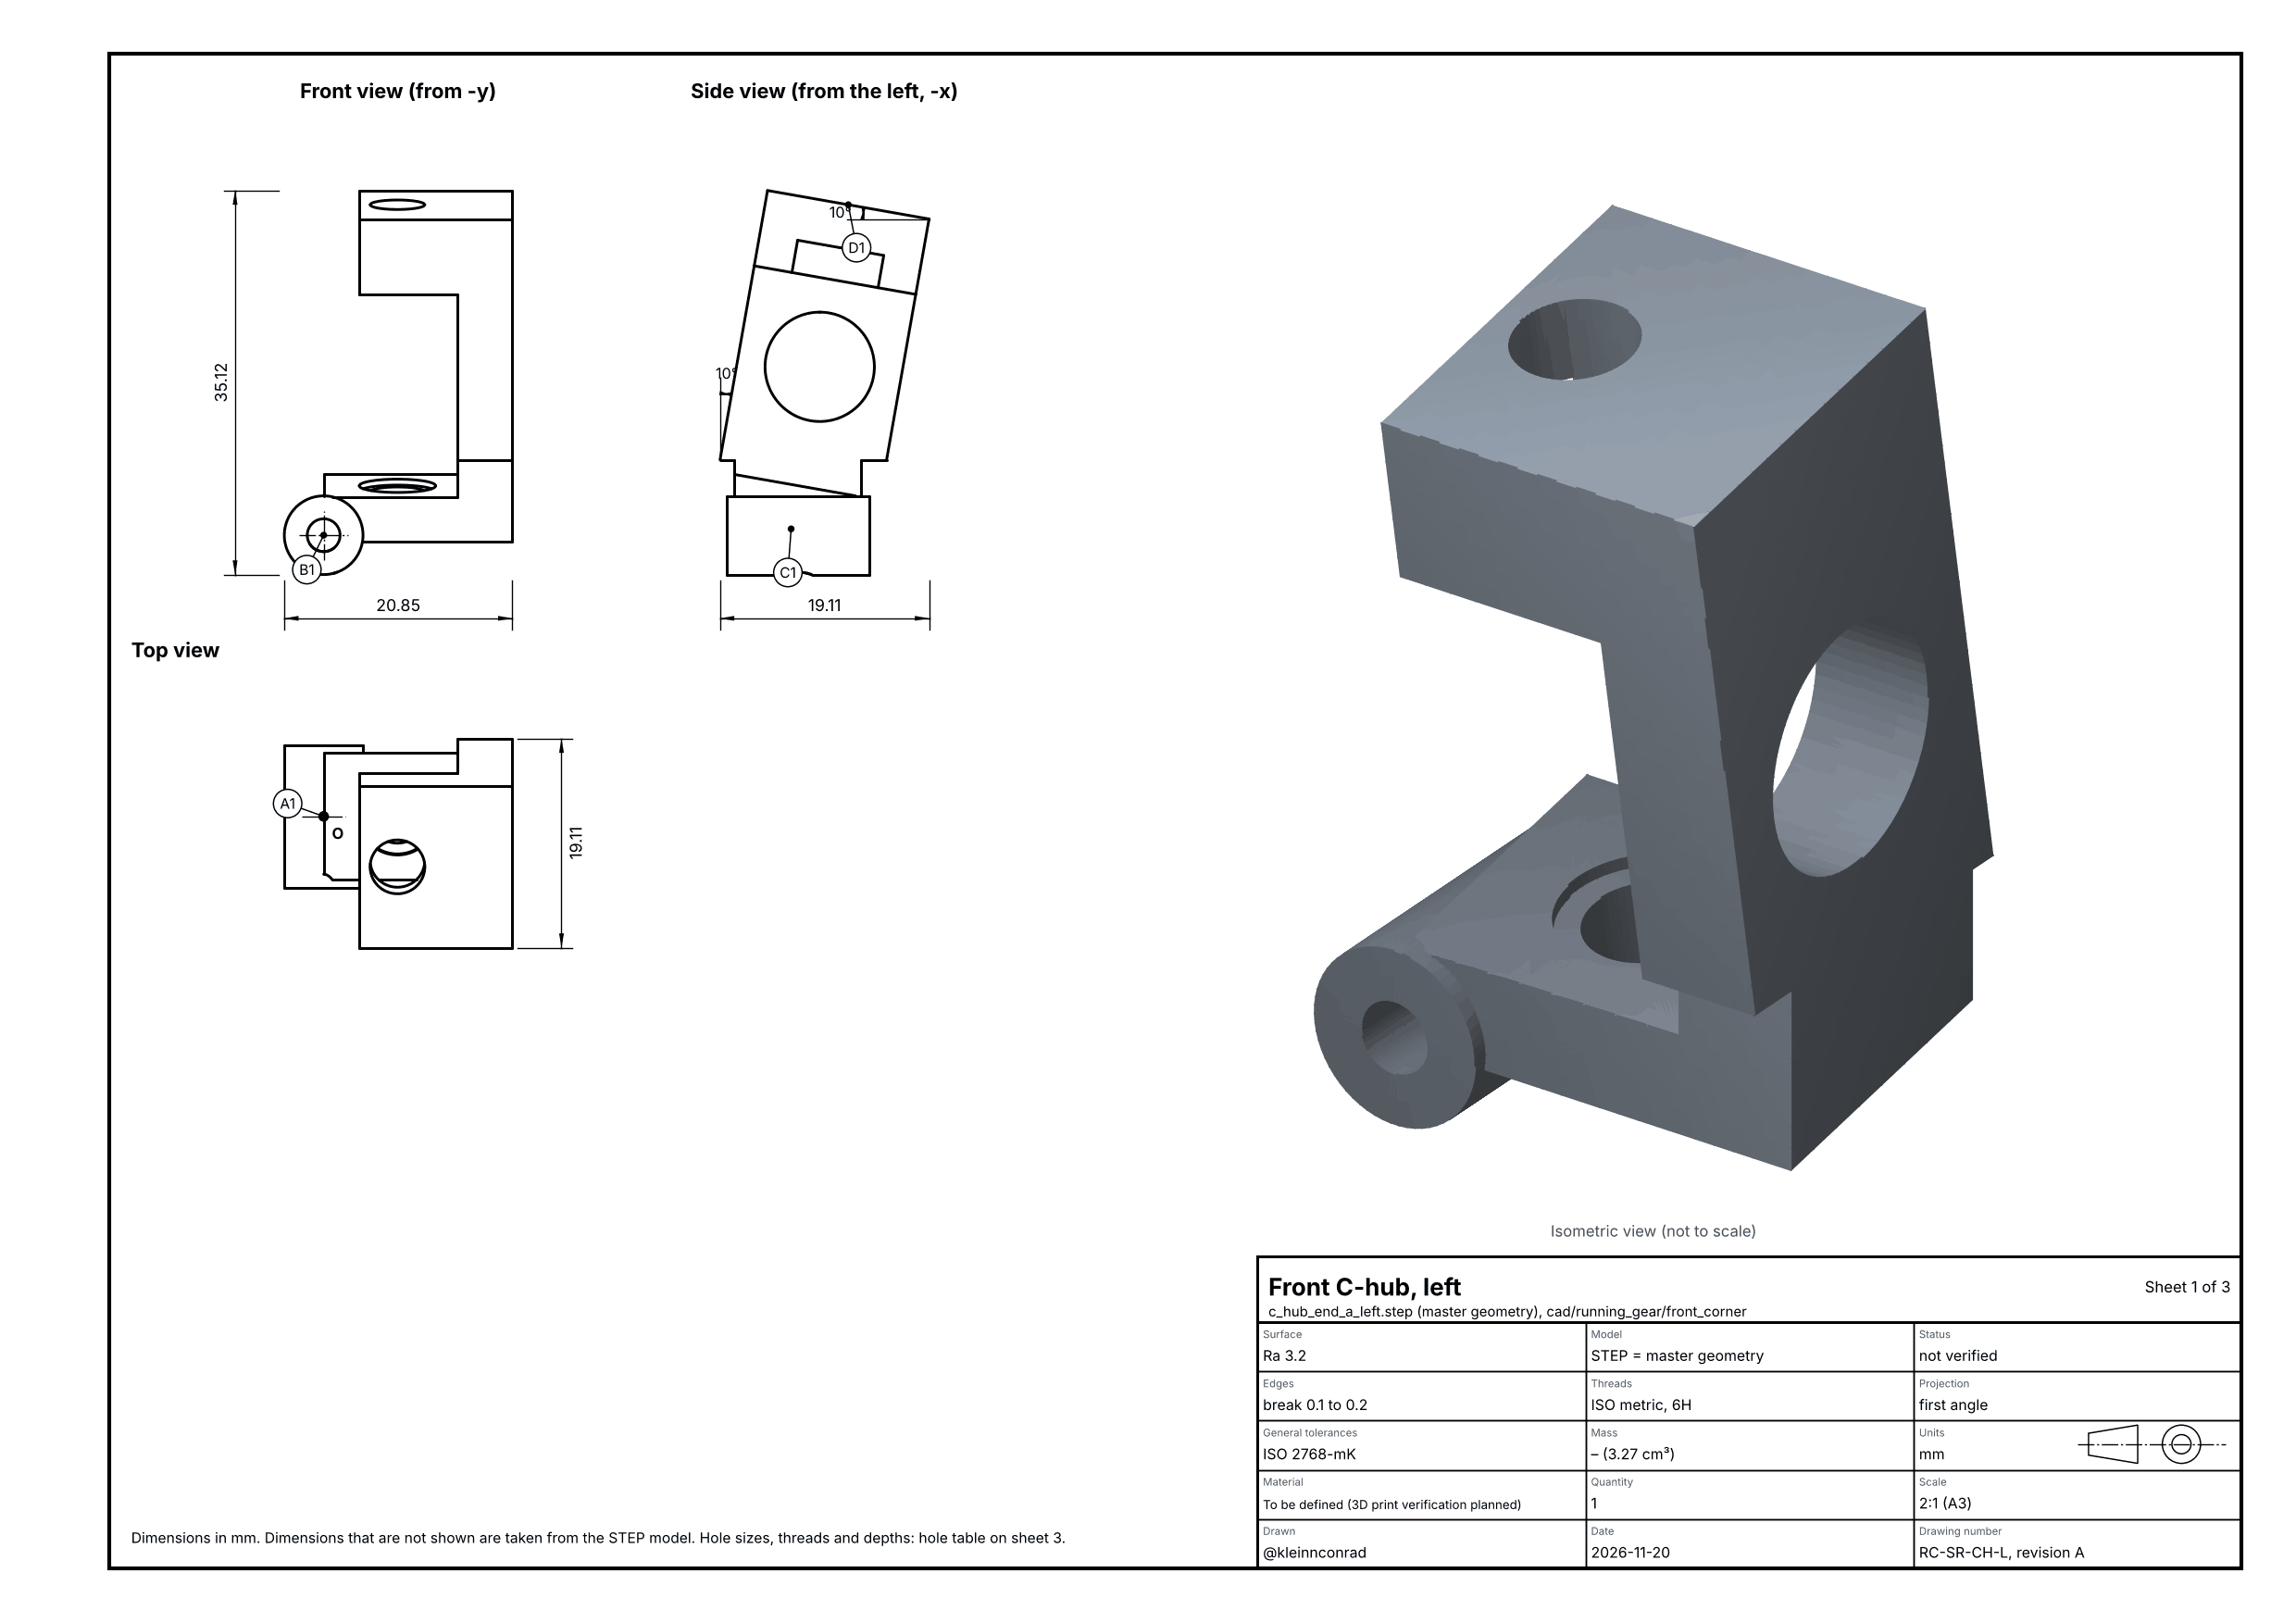 Front view (from -y)
Side view (from the left, -x)
10°
D1
35.12
10°
B1
C1
20.85
19.11
Top view
A1
19.11
Isometric view (not to scale)
Front C-hub, left
Sheet 1 of 3
c_hub_end_a_left.step (master geometry), cad/running_gear/front_corner
Surface
Model
Status
Ra 3.2
STEP = master geometry
not verified
Edges
Threads
Projection
break 0.1 to 0.2
ISO metric, 6H
first angle
General tolerances
Mass
Units
ISO 2768-mK
– (3.27 cm³)
mm
Material
Quantity
Scale
To be defined (3D print verification planned)
1
2:1 (A3)
Dimensions in mm. Dimensions that are not shown are taken from the STEP model. Hole sizes, threads and depths: hole table on sheet 3.
Drawn
Date
Drawing number
@kleinnconrad
2026-11-20
RC-SR-CH-L, revision A